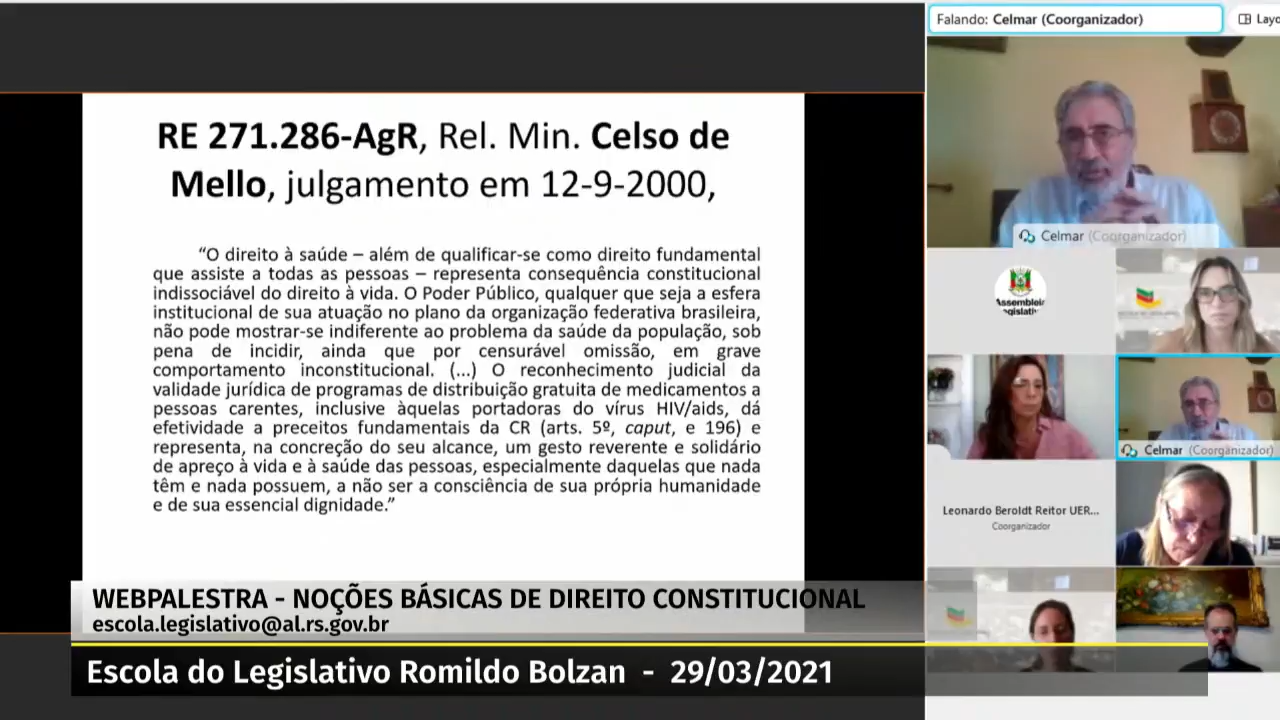 Falando: Celmar (Coorganizador)
Layo
RE 271.286-AgR, Rel. Min. Celso de
Mello, julgamento em 12-9-2000,
“O direito à saúde – além de qualificar-se como direito fundamental
que assiste a todas as pessoas – representa consequência constitucional
indissociável do direito à vida. O Poder Público, qualquer que seja a esfera
institucional de sua atuação no plano da organização federativa brasileira,
não pode mostrar-se indiferente ao problema da saúde da população, sob
pena de incidir, ainda que por censurável omissão, em grave
comportamento inconstitucional. (...) O reconhecimento judicial da
validade jurídica de programas de distribuição gratuita de medicamentos a
pessoas carentes, inclusive àquelas portadoras do vírus HIV/aids, dá
efetividade a preceitos fundamentais da CR (arts. 5º, caput, e 196) e
representa, na concreção do seu alcance, um gesto reverente e solidário
de apreço à vida e à saúde das pessoas, especialmente daquelas que nada
têm e nada possuem, a não ser a consciência de sua própria humanidade
e de sua essencial dignidade.”
Celmar (Coorganizador)
Assembleia
Legislativa
Celmar (Coorganizador)
Leonardo Beroldt Reitor UER...
Coorganizador
WEBPALESTRA - NOÇÕES BÁSICAS DE DIREITO CONSTITUCIONAL
escola.legislativo@al.rs.gov.br
Escola do Legislativo Romildo Bolzan - 29/03/2021